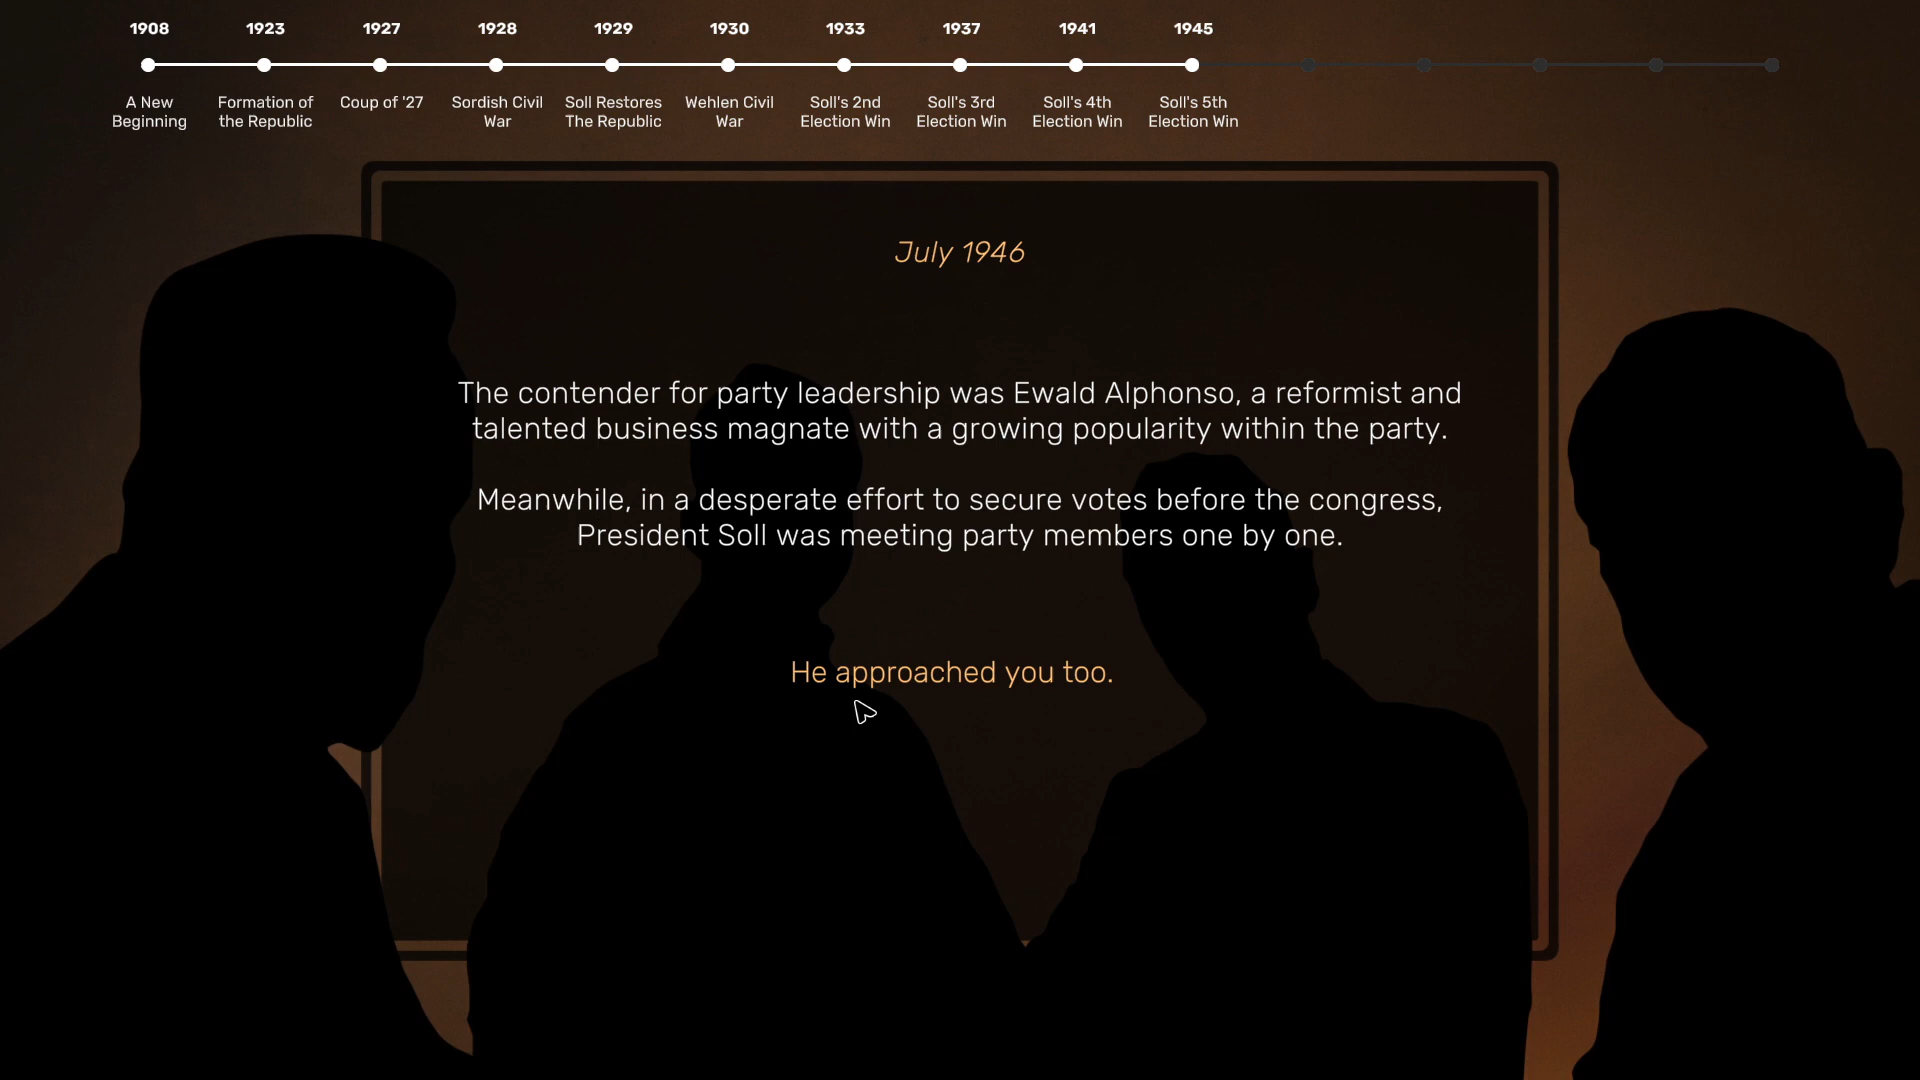 1908
1923
1927
1928
1929
1930
1933
1937
1941
1945
A New
Beginning
Formation of
the Republic
Coup of '27
Sordish Civil
War
Soll Restores
The Republic
Wehlen Civil
War
Soll's 2nd
Election Win
Soll's 3rd
Election Win
Soll's 4th
Election Win
Soll's 5th
Election Win
July 1946
The contender for party leadership was Ewald Alphonso, a reformist and
talented business magnate with a growing popularity within the party.
Meanwhile, in a desperate effort to secure votes before the congress,
President Soll was meeting party members one by one.
He approached you too.